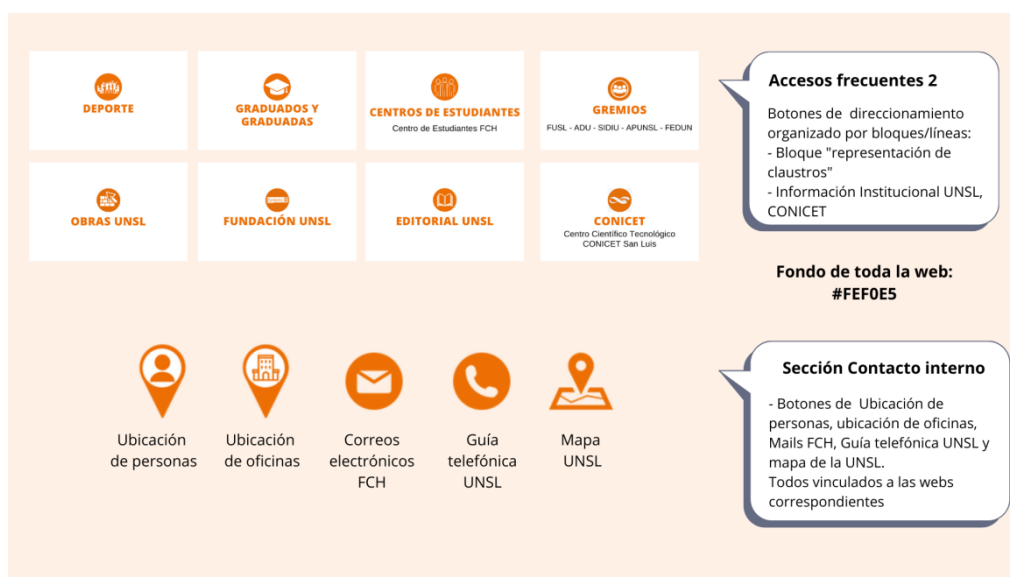 DEPORTE
GRADUADOS Y
GRADUADAS
CENTROS DE ESTUDIANTES
Centro de Estudiantes FCH
GREMIOS
FUSL - ADU - SIDIU - APUNSL - FEDUN
OBRAS UNSL
FUNDACIÓN UNSL
EDITORIAL UNSL
CONICET
Centro Científico Tecnológico
CONICET San Luis
Accesos frecuentes 2
Botones de direccionamiento
organizado por bloques/líneas:
- Bloque "representación de
claustros"
- Información Institucional UNSL,
CONICET
Fondo de toda la web:
#FEF0E5
Ubicación
de personas
Ubicación
de oficinas
Correos
electrónicos
FCH
Guía
telefónica
UNSL
Mapa
UNSL
Sección Contacto interno
- Botones de Ubicación de
personas, ubicación de oficinas,
Mails FCH, Guía telefónica UNSL y
mapa de la UNSL.
Todos vinculados a las webs
correspondientes